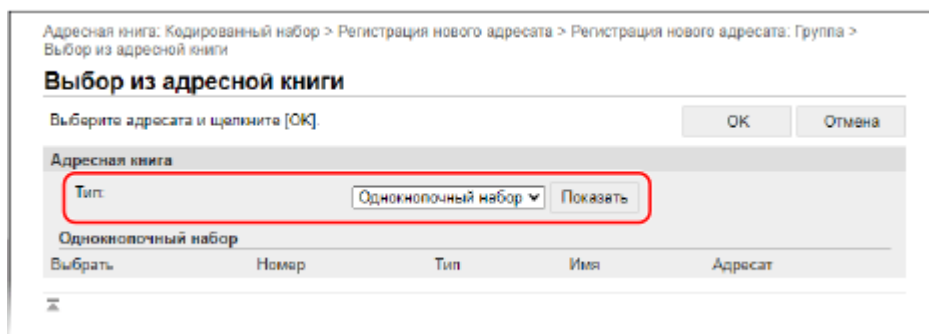 Адресная книга: Кодированный набор > Регистрация нового адресата > Регистрация нового адресата: Группа >
Выбор из адресной книги
Выбор из адресной книги
Выберите адресата и щелкните [OK].
OK
Отмена
Адресная книга
Тип:
Однокнопочный набор
Показать
Однокнопочный набор
Выбрать Номер Тип Имя Адресат